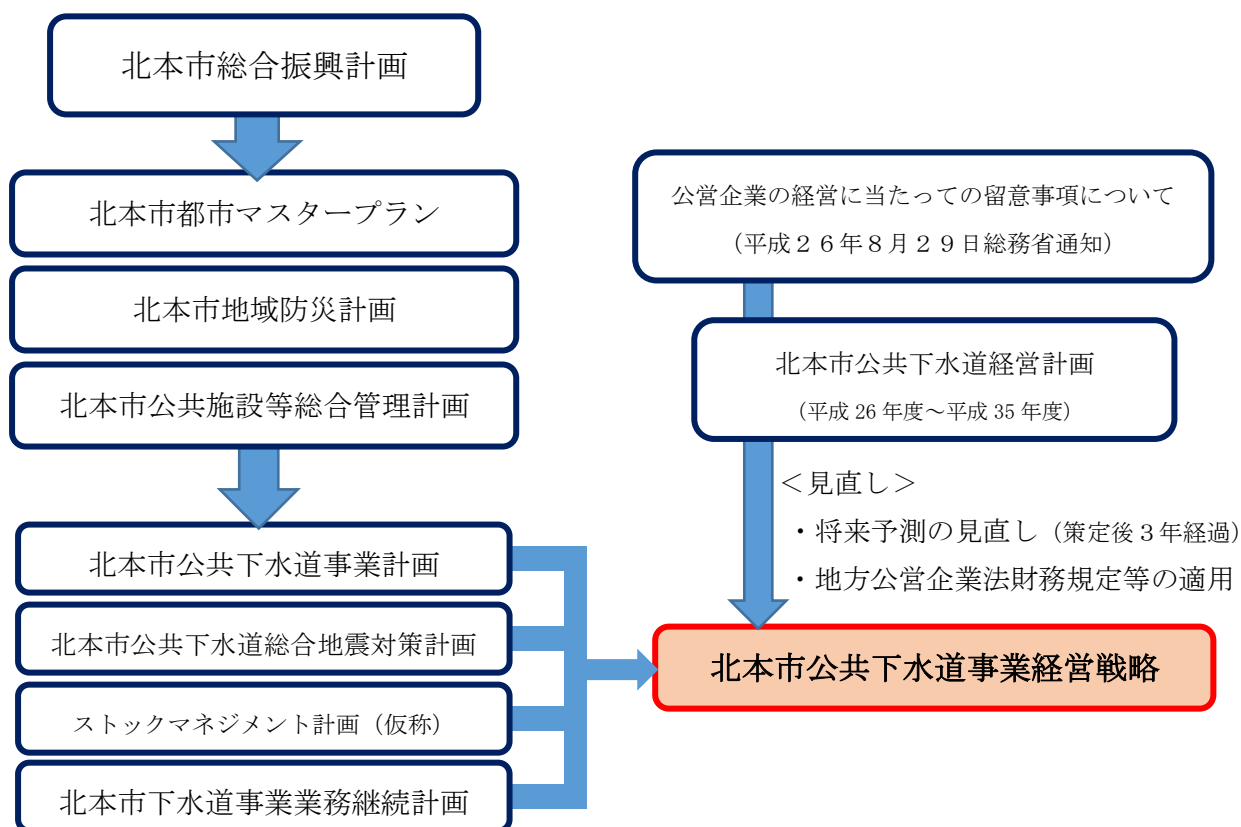 北本市総合振興計画
北本市都市マスタープラン
北本市地域防災計画
北本市公共施設等総合管理計画
北本市公共下水道事業計画
北本市公共下水道総合地震対策計画
ストックマネジメント計画（仮称）
北本市下水道事業業務継続計画
公営企業の経営に当たっての留意事項について
（平成２６年８月２９日総務省通知）
北本市公共下水道経営計画
（平成 26 年度～平成 35 年度）
＜見直し＞
・将来予測の見直し（策定後３年経過）
・地方公営企業法財務規定等の適用
北本市公共下水道事業経営戦略